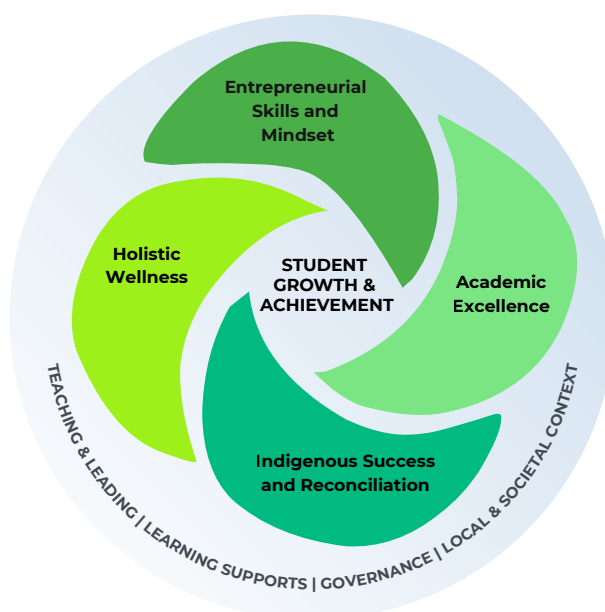 Entrepreneurial
Skills and
Mindset
Holistic
Wellness
STUDENT
GROWTH &
ACHIEVEMENT
Academic
Excellence
Indigenous Success
and Reconciliation
TEACHING & LEADING | LEARNING SUPPORTS | GOVERNANCE | LOCAL & SOCIETAL CONTEXT